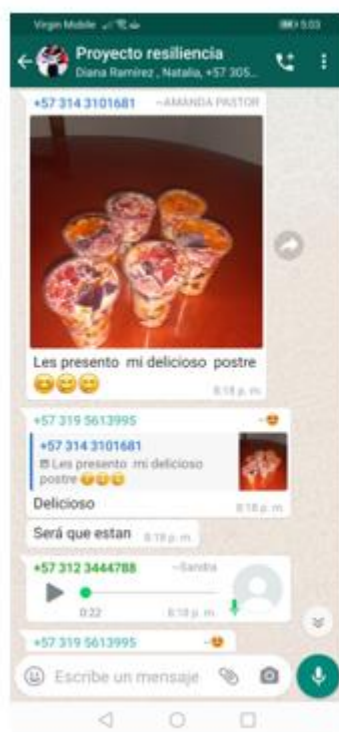 Virgin Mobile
5:03
Proyecto resiliencia
Diana Ramírez , Natalia, +57 305...
+57 314 3101681 ~AMANDA PASTOR
Les presento mi delicioso postre
😋😋😋
8:18 p. m.
+57 319 5613995 ~😍
+57 314 3101681
Les presento mi delicioso
postre 😋😋😋
Delicioso
8:18 p. m.
Será que estan 8:18 p. m.
+57 312 3444788 ~Sandra
0:22 8:18 p. m.
+57 319 5613995 ~😍
Escribe un mensaje